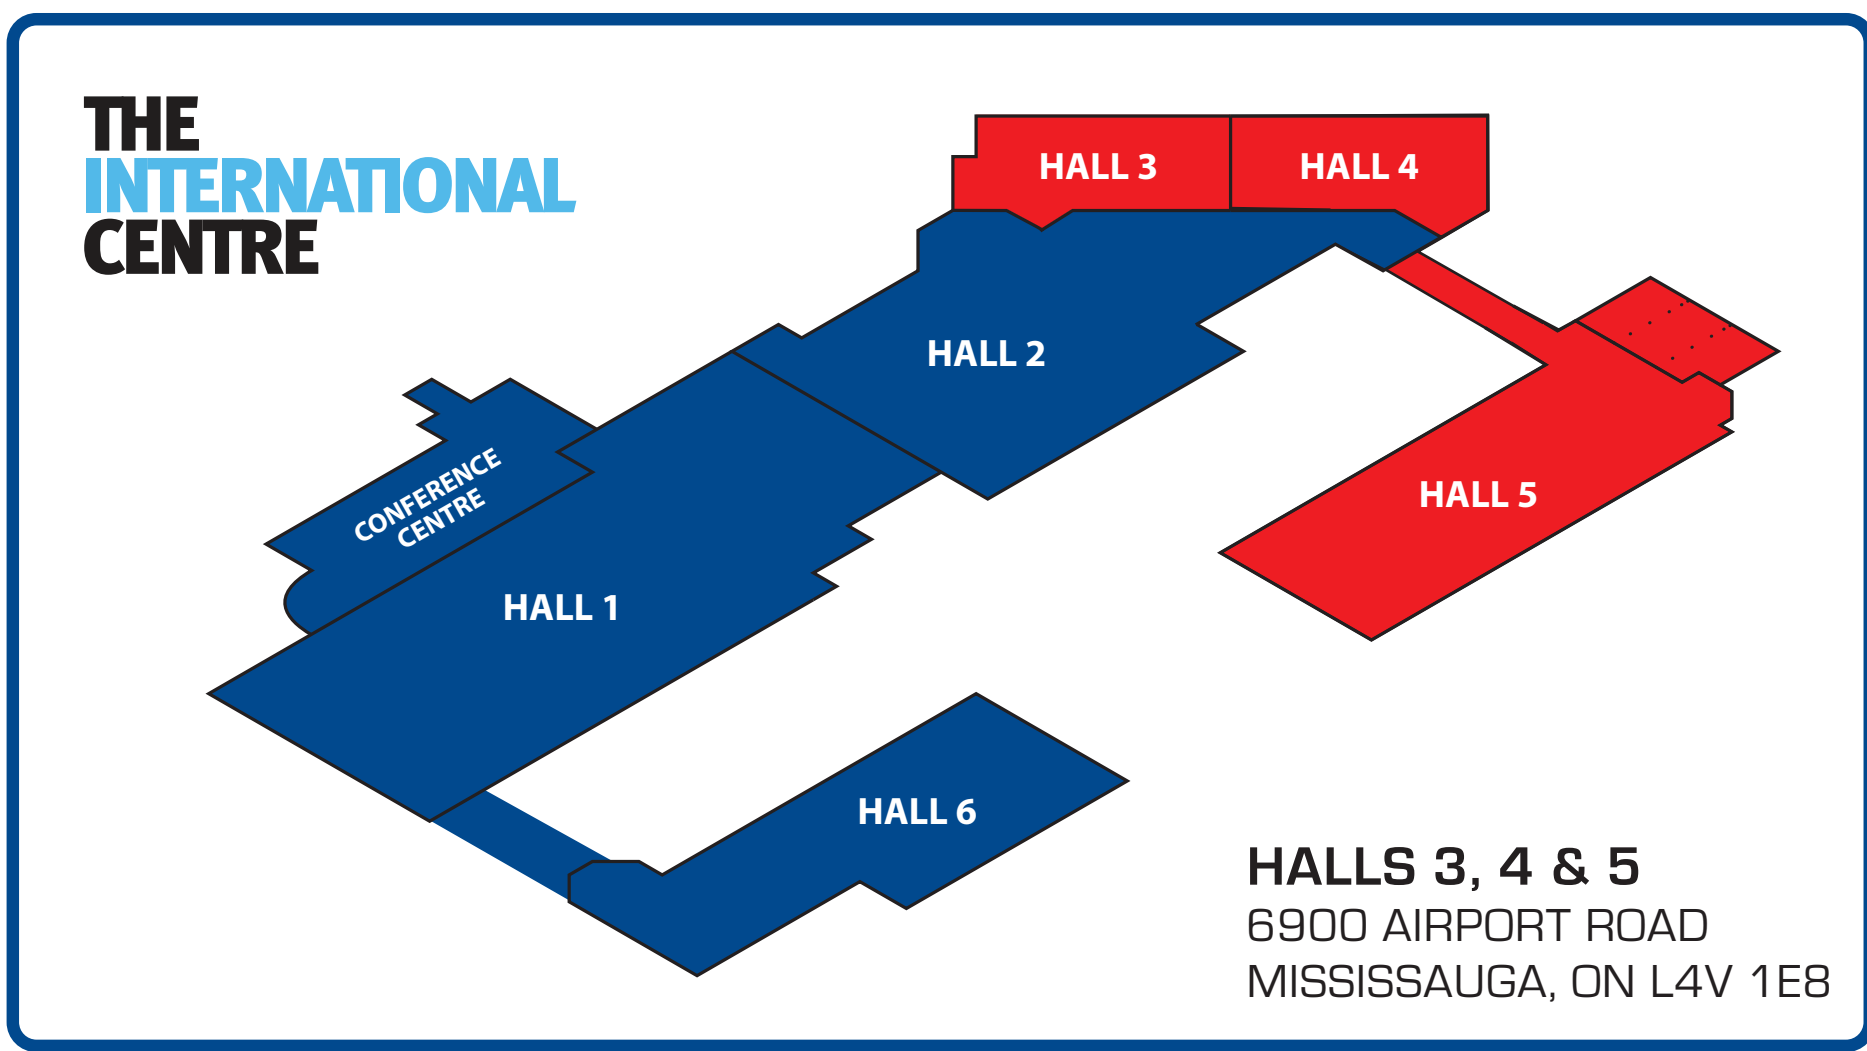 THE
INTERNATIONAL
CENTRE
HALL 3
HALL 4
HALL 2
CONFERENCE
CENTRE
HALL 5
HALL 1
HALL 6
HALLS 3, 4 & 5
6900 AIRPORT ROAD
MISSISSAUGA, ON L4V 1E8